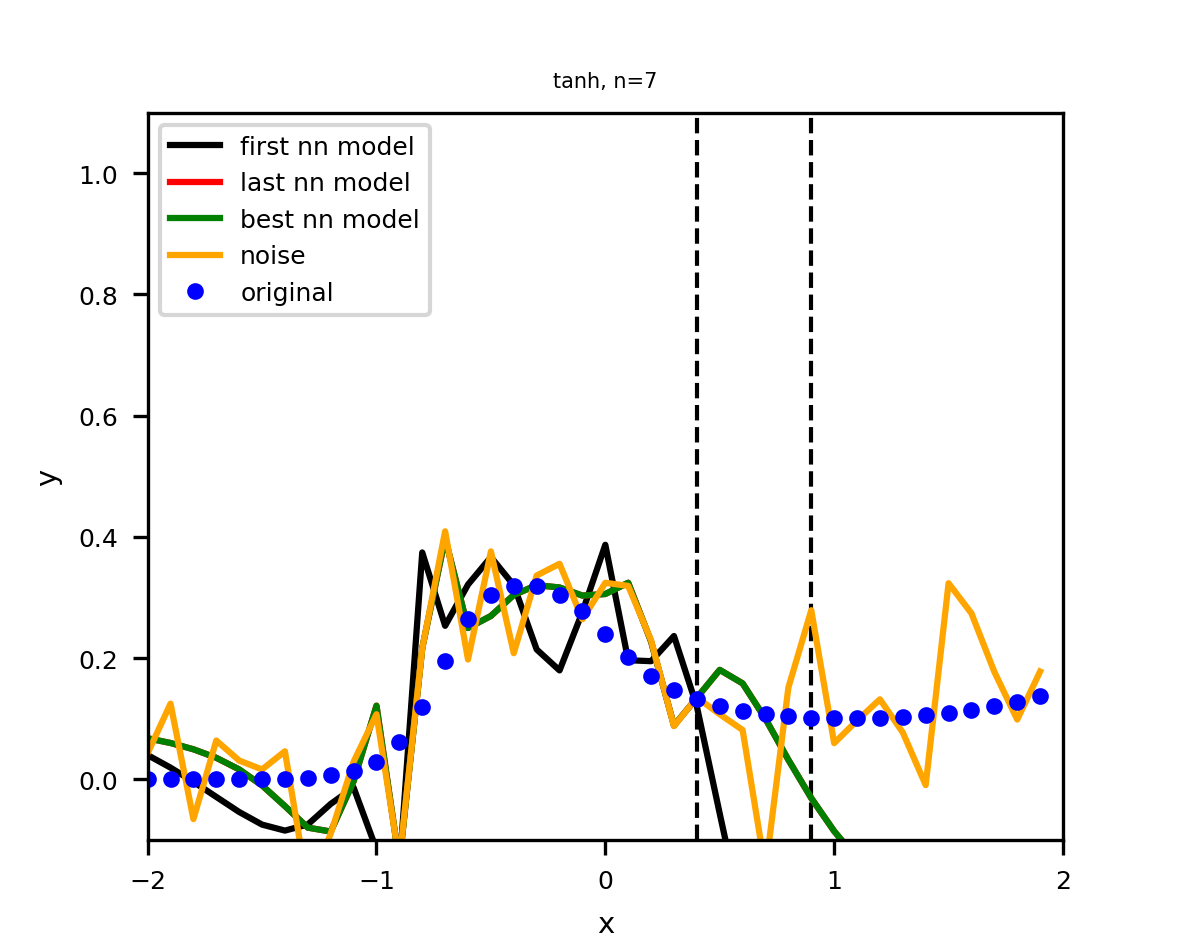 tanh, n=7
first nn model
last nn model
best nn model
noise
original
1.0
0.8
0.6
0.4
0.2
0.0
y
−2
−1
0
1
2
x